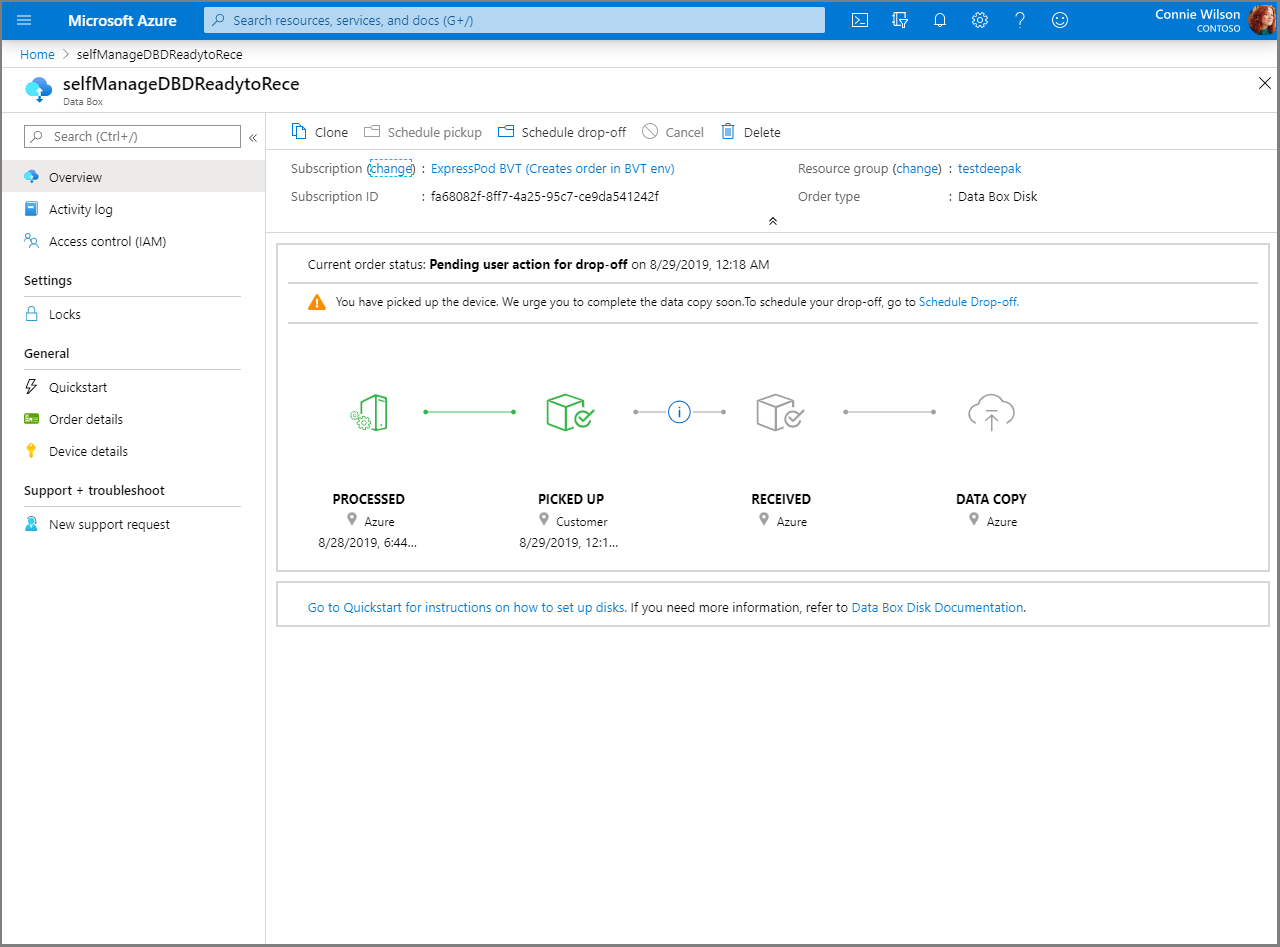 Microsoft Azure
Search resources, services, and docs (G+/)
Connie Wilson
CONTOSO
Home > selfManageDBDReadytoRece
selfManageDBDReadytoRece
Data Box
Search (Ctrl+/)
Overview
Activity log
Access control (IAM)
Settings
Locks
General
Quickstart
Order details
Device details
Support + troubleshoot
New support request
Clone Schedule pickup Schedule drop-off Cancel Delete
Subscription (change) : ExpressPod BVT (Creates order in BVT env)
Resource group (change) : testdeepak
Subscription ID : fa68082f-8ff7-4a25-95c7-ce9da541242f
Order type : Data Box Disk
Current order status: Pending user action for drop-off on 8/29/2019, 12:18 AM
You have picked up the device. We urge you to complete the data copy soon.To schedule your drop-off, go to Schedule Drop-off.
PROCESSED
Azure
8/28/2019, 6:44...
PICKED UP
Customer
8/29/2019, 12:1...
RECEIVED
Azure
DATA COPY
Azure
Go to Quickstart for instructions on how to set up disks. If you need more information, refer to Data Box Disk Documentation.